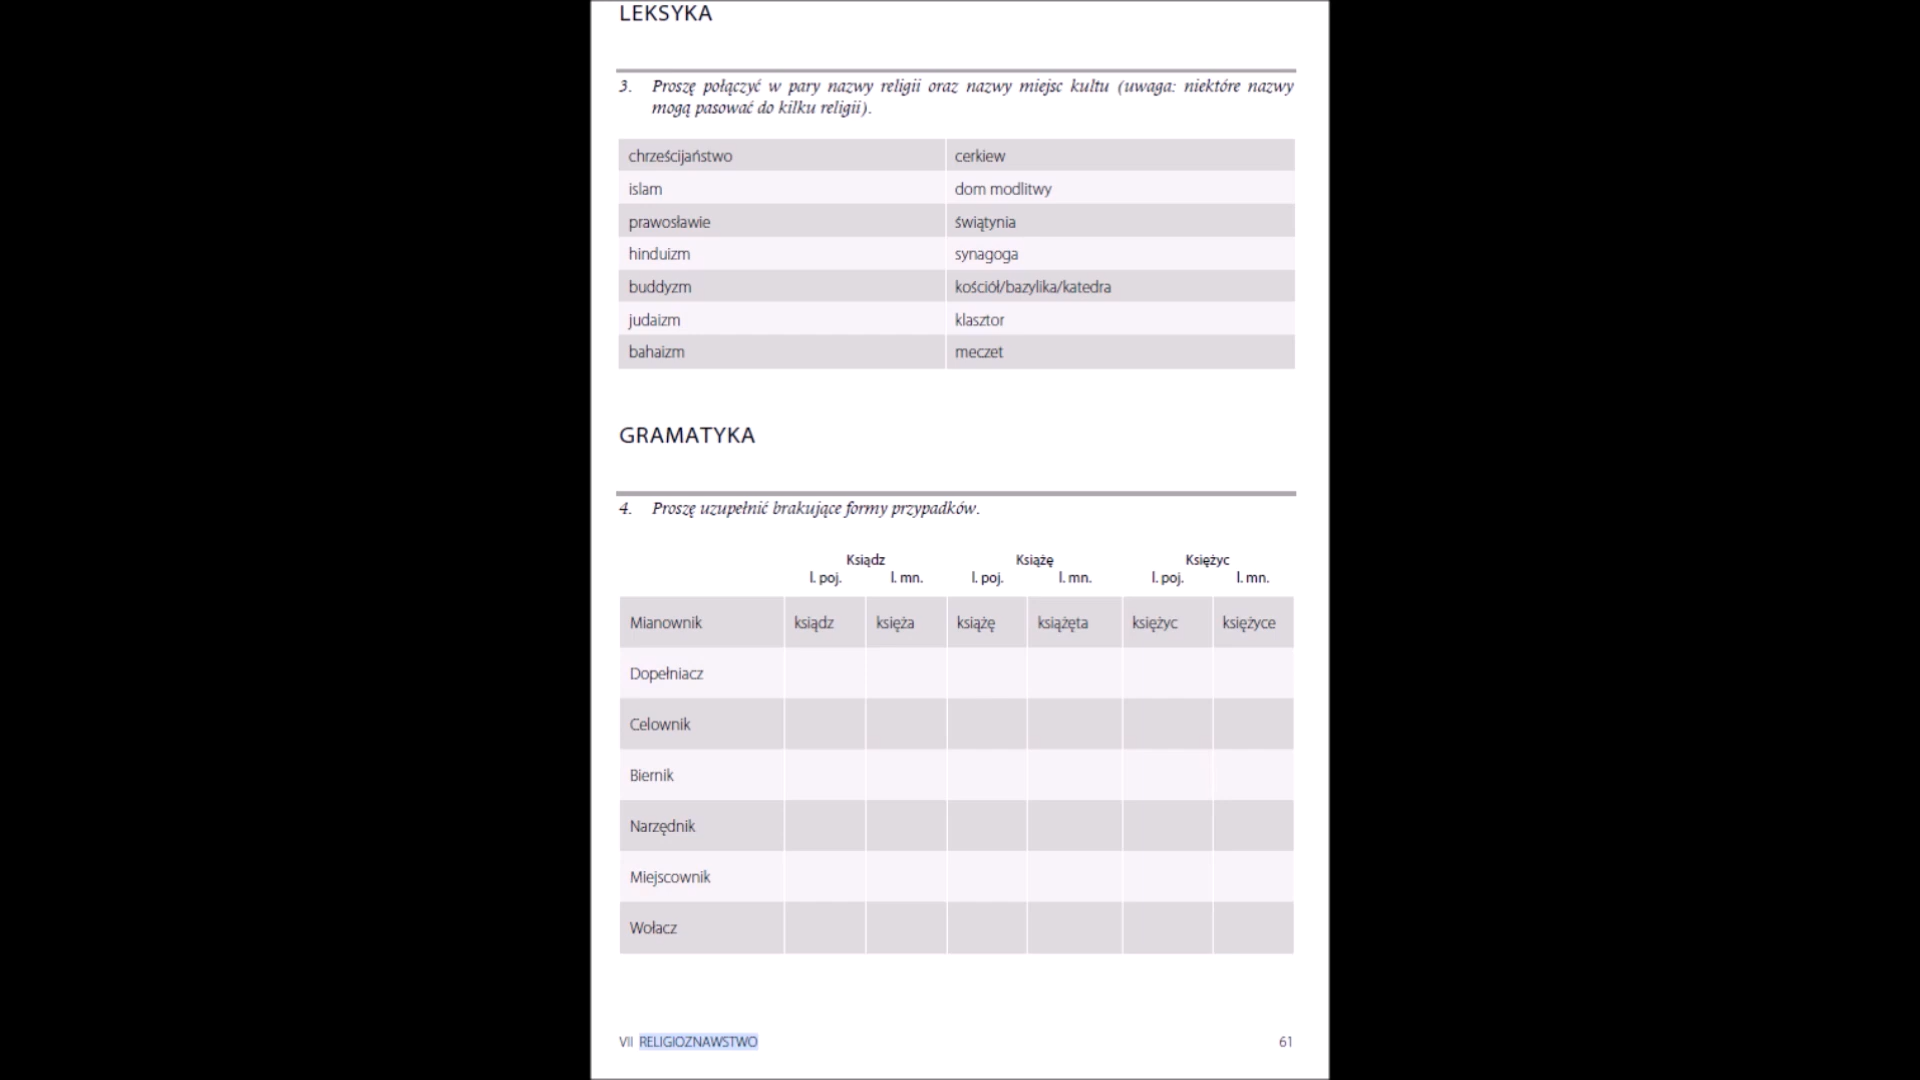 LEKSYKA
3. Proszę połączyć w pary nazwy religii oraz nazwy miejsc kultu (uwaga: niektóre nazwy
mogą pasować do kilku religii).
chrześcijaństwo cerkiew
islam dom modlitwy
prawosławie świątynia
hinduizm synagoga
buddyzm kościół/bazylika/katedra
judaizm klasztor
bahaizm meczet
GRAMATYKA
4. Proszę uzupełnić brakujące formy przypadków.
Ksiądz Książę Księżyc
l. poj. l. mn. l. poj. l. mn. l. poj. l. mn.
Mianownik ksiądz księża książę książęta księżyc księżyce
Dopełniacz
Celownik
Biernik
Narzędnik
Miejscownik
Wołacz
VII RELIGIOZNAWSTWO 61